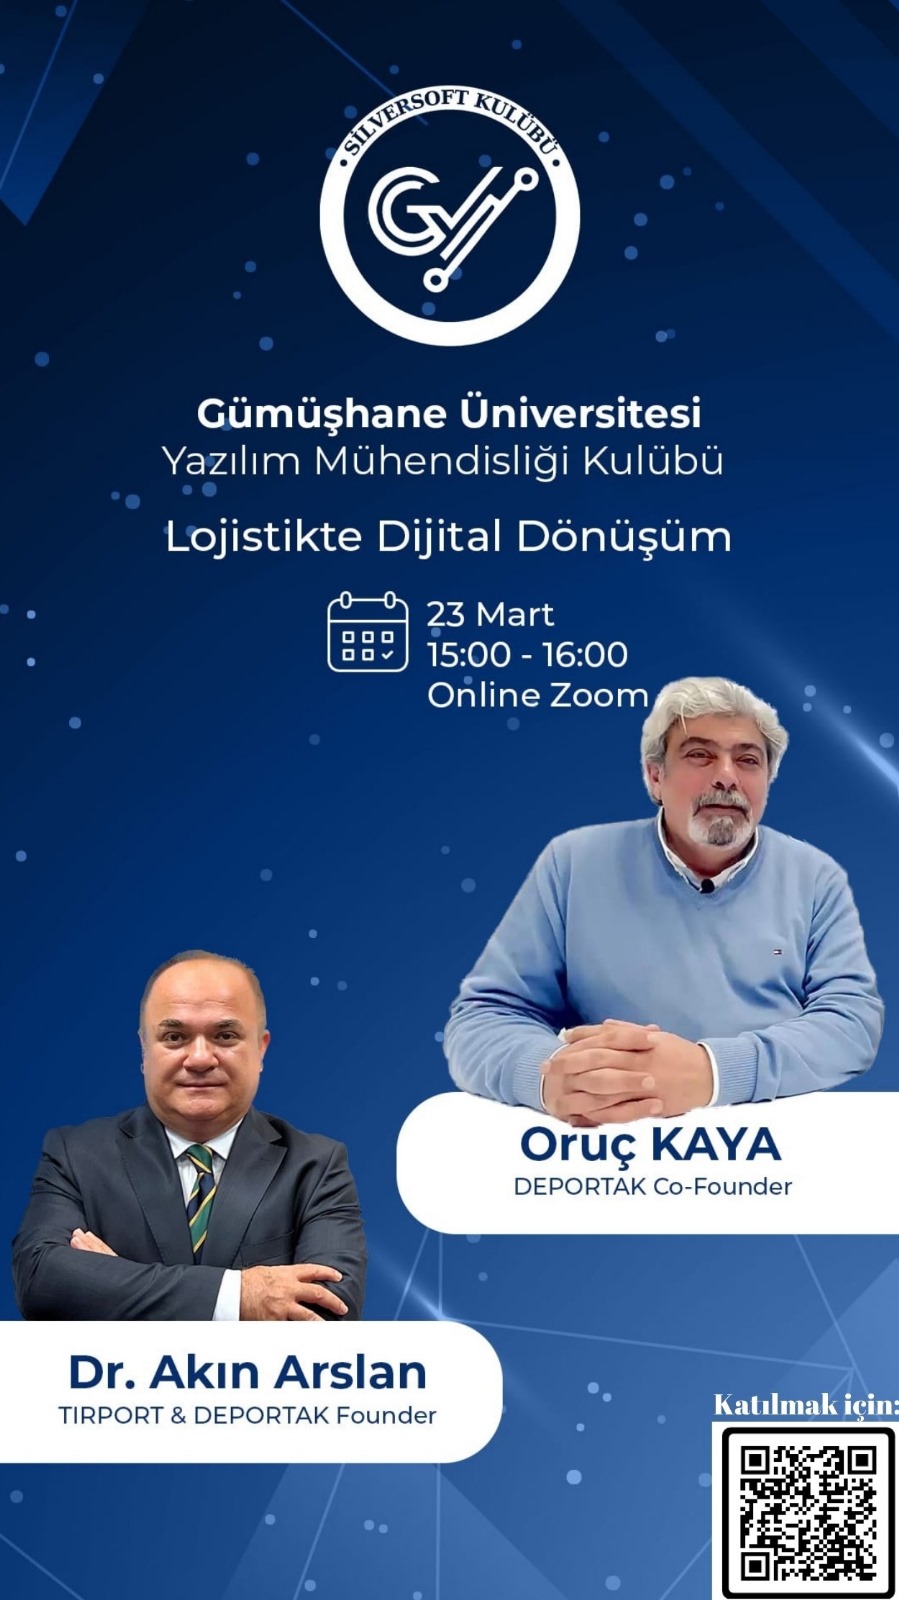 SİLVERSOFT KULÜBÜ
Gümüşhane Üniversitesi
Yazılım Mühendisliği Kulübü
Lojistikte Dijital Dönüşüm
23 Mart
15:00 - 16:00
Online Zoom
Oruç KAYA
DEPORTAK Co-Founder
Dr. Akın Arslan
TIRPORT & DEPORTAK Founder
Katılmak için: